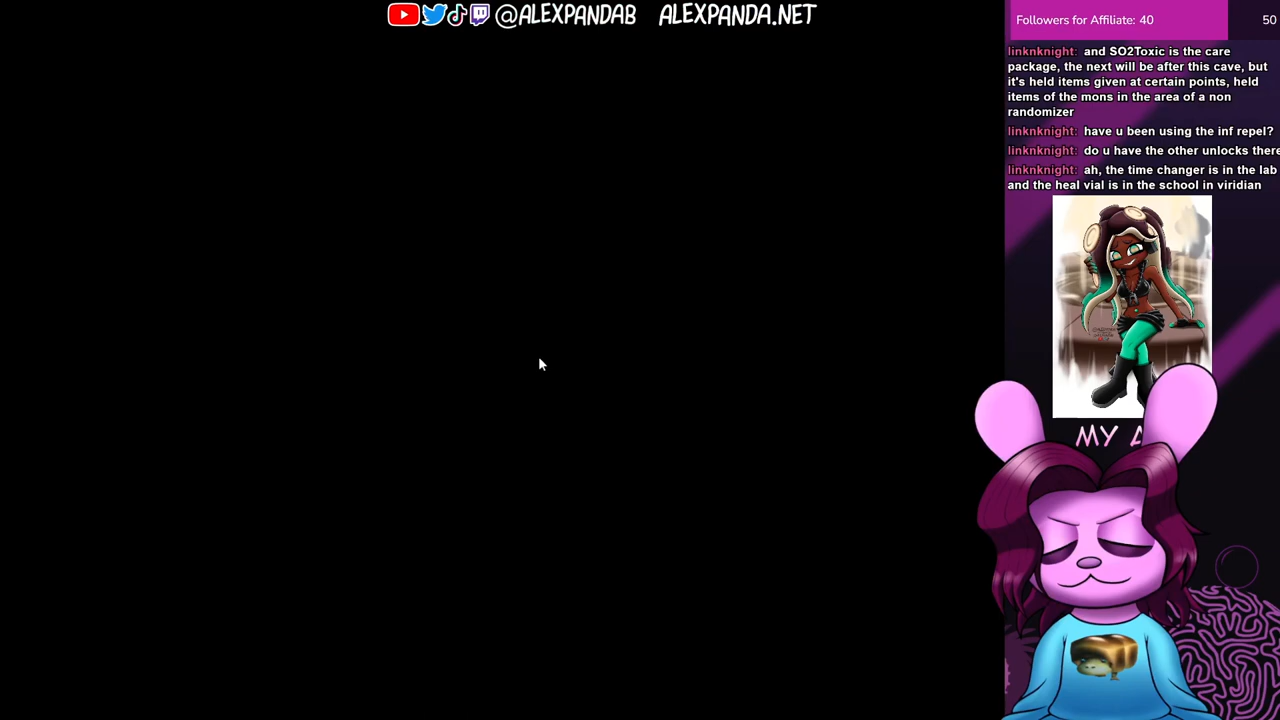 @ALEXPANDAB ALEXPANDA.NET
Followers for Affiliate: 40
50
linknknight: and SO2Toxic is the care
package, the next will be after this cave, but
it's held items given at certain points, held
items of the mons in the area of a non
randomizer
linknknight: have u been using the inf repel?
linknknight: do u have the other unlocks there
linknknight: ah, the time changer is in the lab
and the heal vial is in the school in viridian
MY